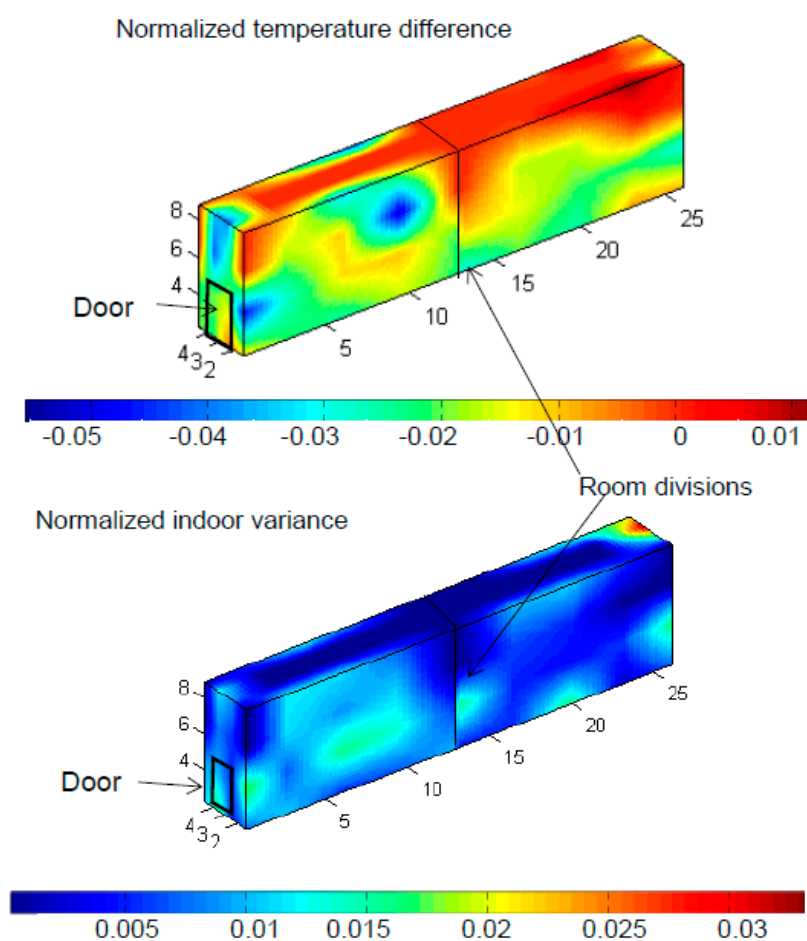 Normalized temperature difference
8
6
4
Door
4 3 2
5
10
15
20
25
-0.05 -0.04 -0.03 -0.02 -0.01 0 0.01
Room divisions
Normalized indoor variance
8
6
4
Door
4 3 2
5
10
15
20
25
0.005 0.01 0.015 0.02 0.025 0.03